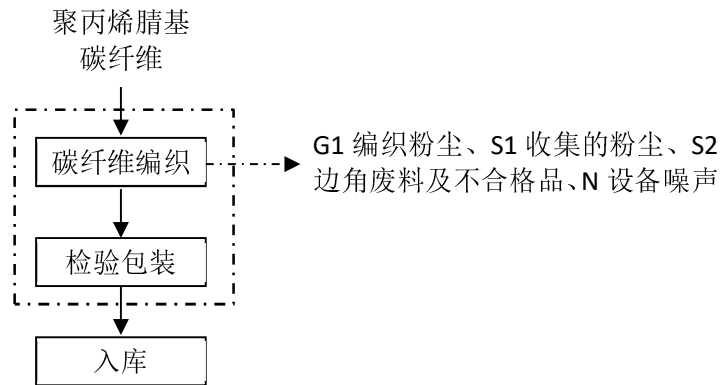 聚丙烯腈基
碳纤维
碳纤维编织
G1 编织粉尘、S1 收集的粉尘、S2
边角废料及不合格品、N 设备噪声
检验包装
入库